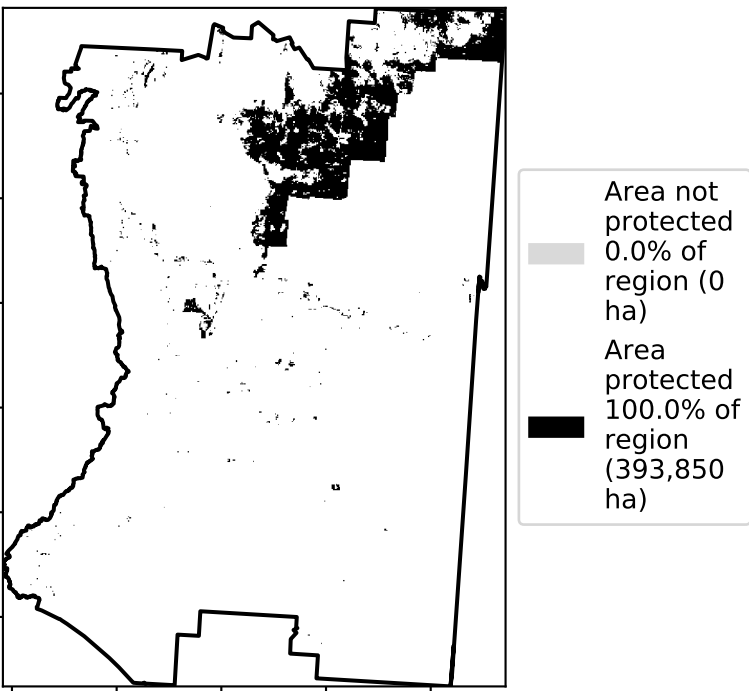 Area not
protected
0.0% of
region (0
ha)
Area
protected
100.0% of
region
(393,850
ha)